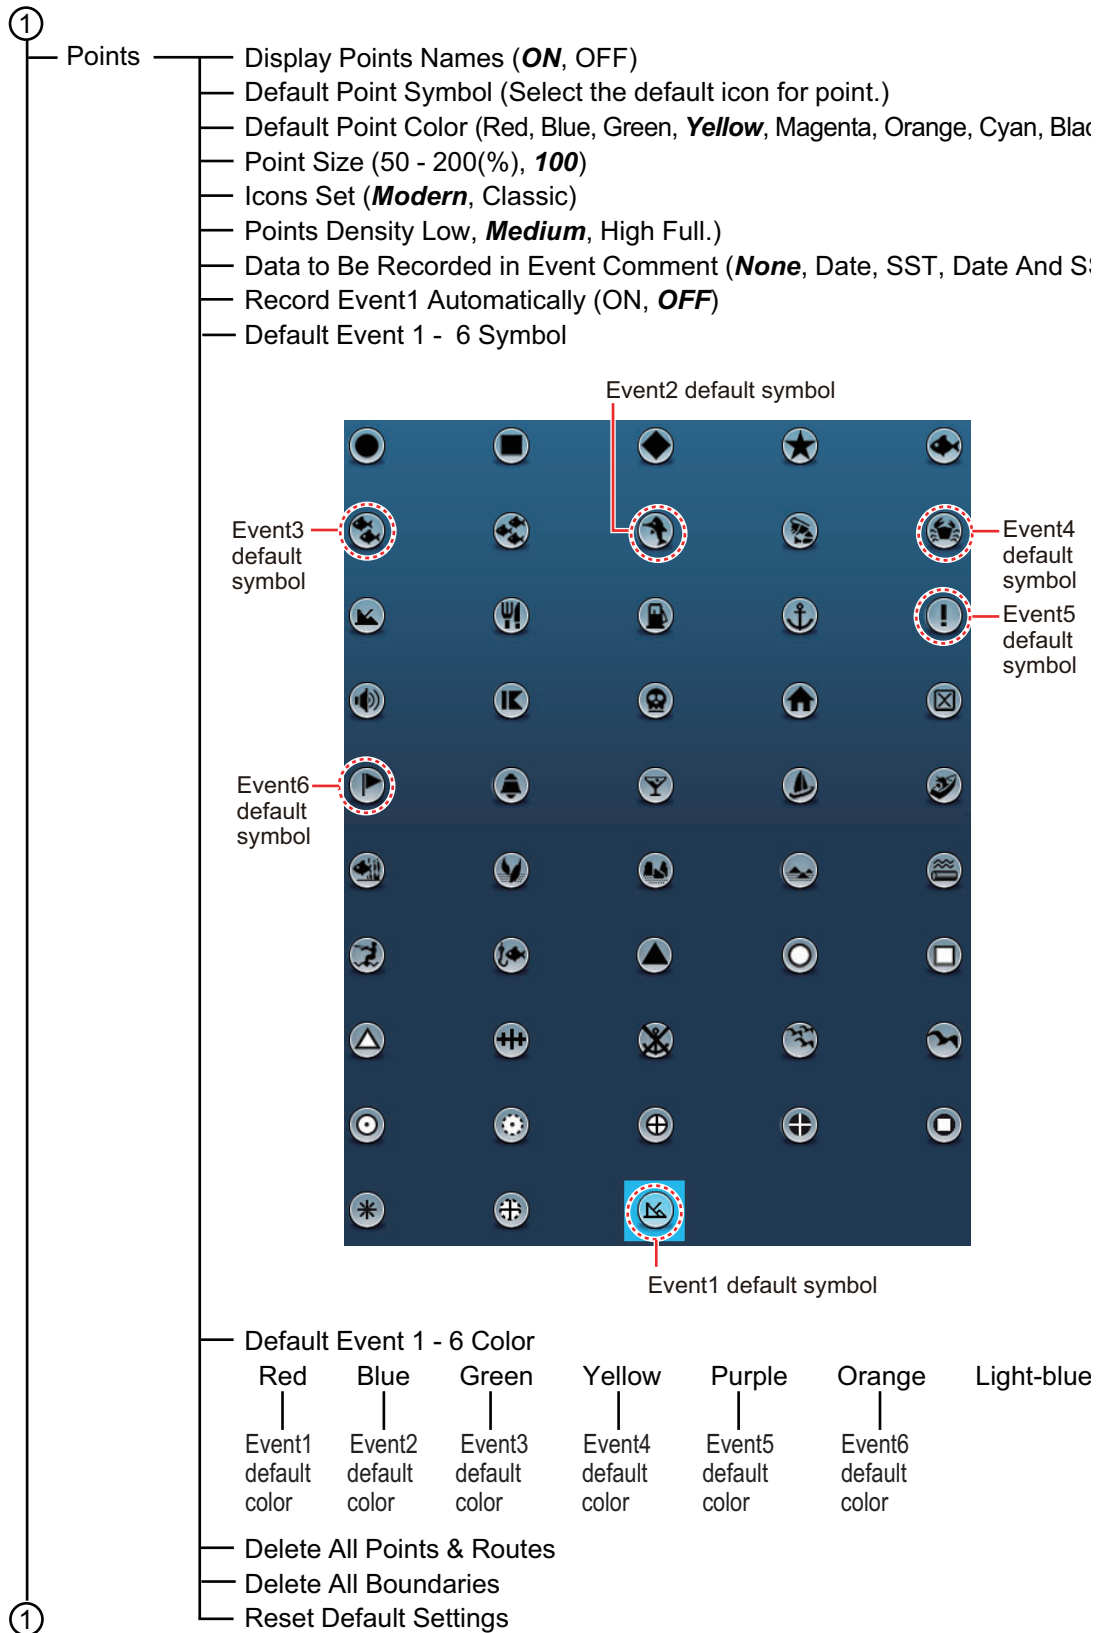 1
Points
Display Points Names (ON, OFF)
Default Point Symbol (Select the default icon for point.)
Default Point Color (Red, Blue, Green, Yellow, Magenta, Orange, Cyan,
Point Size (50 - 200(%), 100)
Icons Set (Modern, Classic)
Points Density Low, Medium, High Full.)
Data to Be Recorded in Event Comment (None, Date, SST, Date And
Record Event1 Automatically (ON, OFF)
Default Event 1 - 6 Symbol
Event2 default symbol
Event3
default
symbol
Event4
default
symbol
Event5
default
symbol
Event6
default
symbol
Event1 default symbol
Default Event 1 - 6 Color
Red Blue Green Yellow Purple Orange Light-blue
Event1 Event2 Event3 Event4 Event5 Event6
default default default default default default
color color color color color color
Delete All Points & Routes
Delete All Boundaries
Reset Default Settings
1